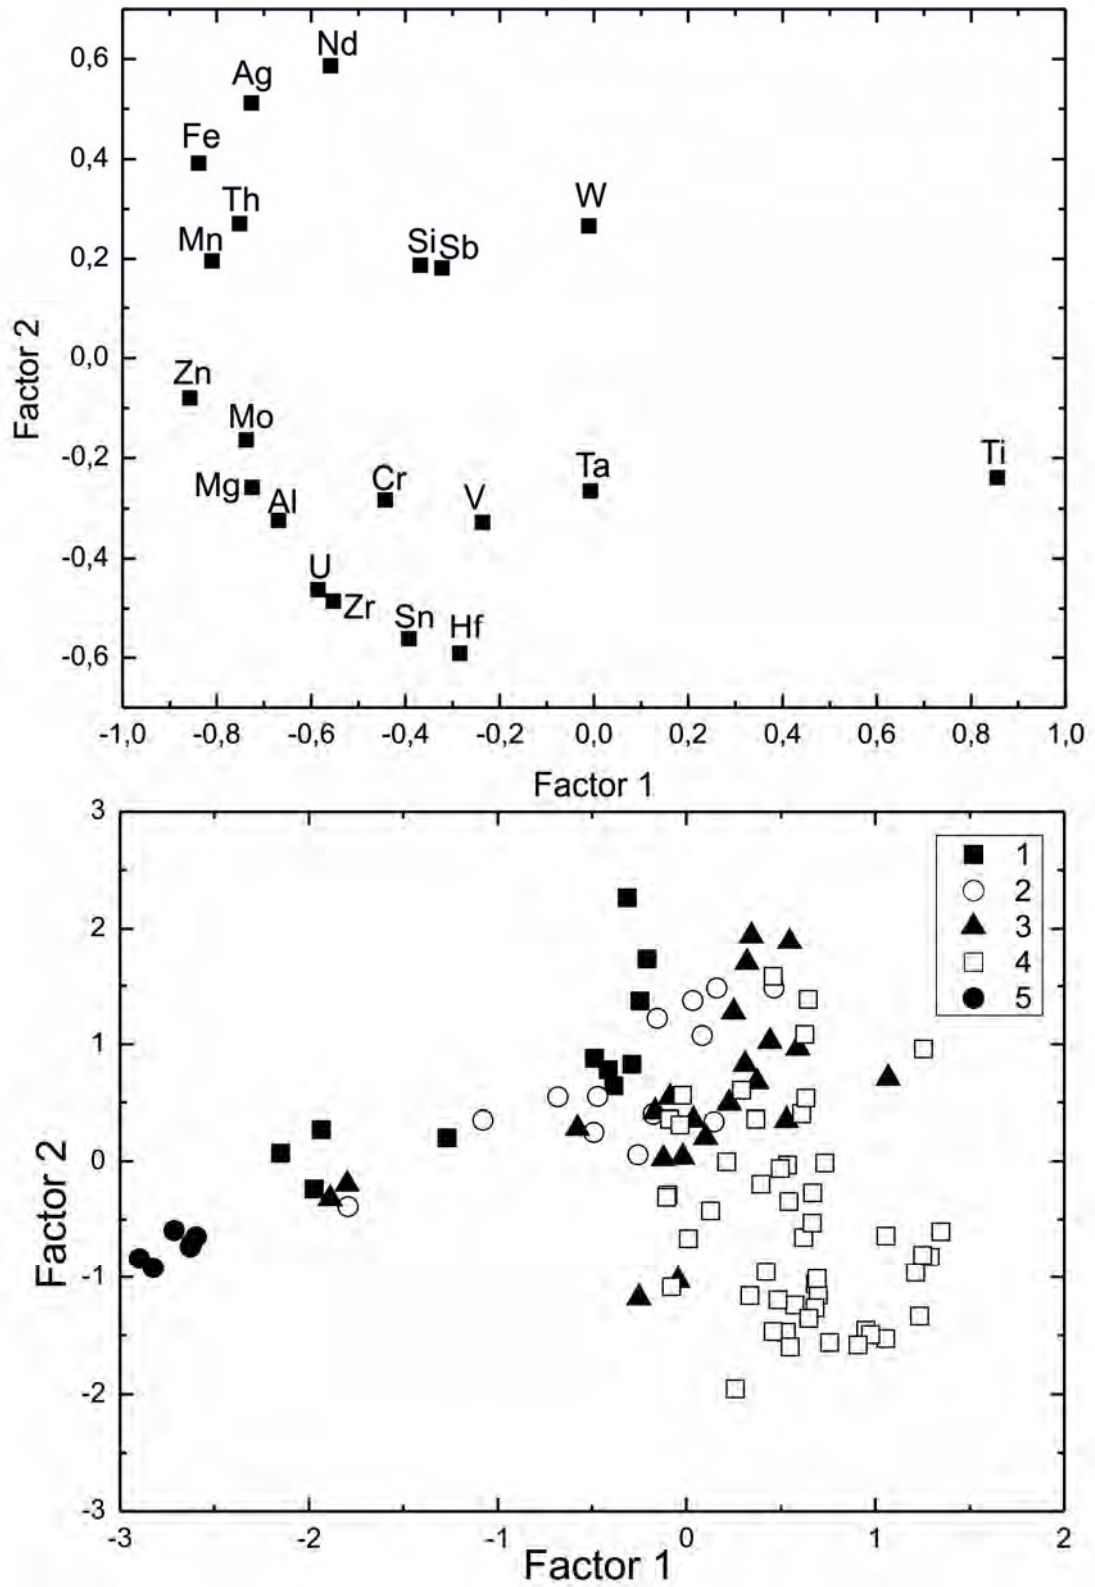 Nd
0,6
Ag
Fe
0,4
Th
W
Mn
Si Sb
0,2
Factor 2
0,0
Zn
Mo
-0,2
Ta
Ti
Mg
Cr
Al
V
-0,4
U
Zr
Sn
Hf
-0,6
-1,0 -0,8 -0,6 -0,4 -0,2 0,0 0,2 0,4 0,6 0,8 1,0
Factor 1
3
1
2
3
4
5
2
1
0
Factor 2
-1
-2
-3
-3 -2 -1 0 1 2
Factor 1